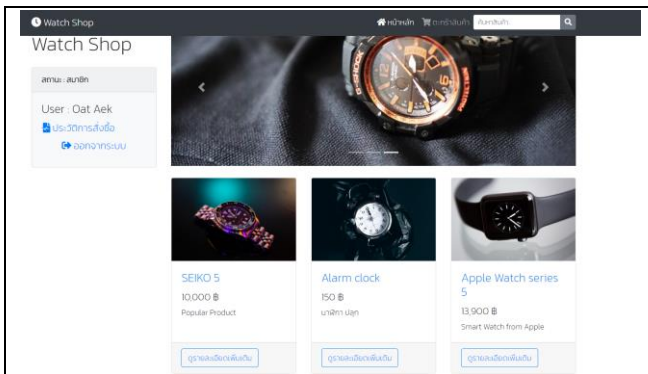 Watch Shop
หน้าหลัก
ตะกร้าสินค้า
ค้นหาสินค้า
Watch Shop
สถานะ : สมาชิก
User : Oat Aek
ประวัติการสั่งซื้อ
ออกจากระบบ
G-SHOCK
PROTECTION
SEIKO 5
10,000 ฿
Popular Product
ดูรายละเอียดเพิ่มเติม
Alarm clock
150 ฿
นาฬิกา ปลุก
ดูรายละเอียดเพิ่มเติม
Apple Watch series
5
13,900 ฿
Smart Watch from Apple
ดูรายละเอียดเพิ่มเติม